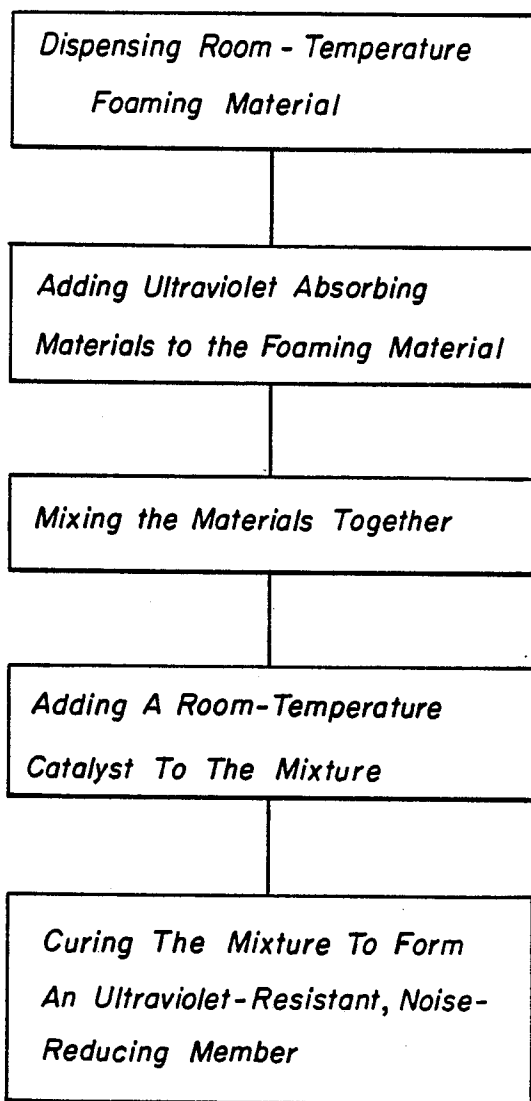 Dispensing Room - Temperature
Foaming Material
Adding Ultraviolet Absorbing
Materials to the Foaming Material
Mixing the Materials Together
Adding A Room-Temperature
Catalyst To The Mixture
Curing The Mixture To Form
An Ultraviolet-Resistant, Noise-
Reducing Member